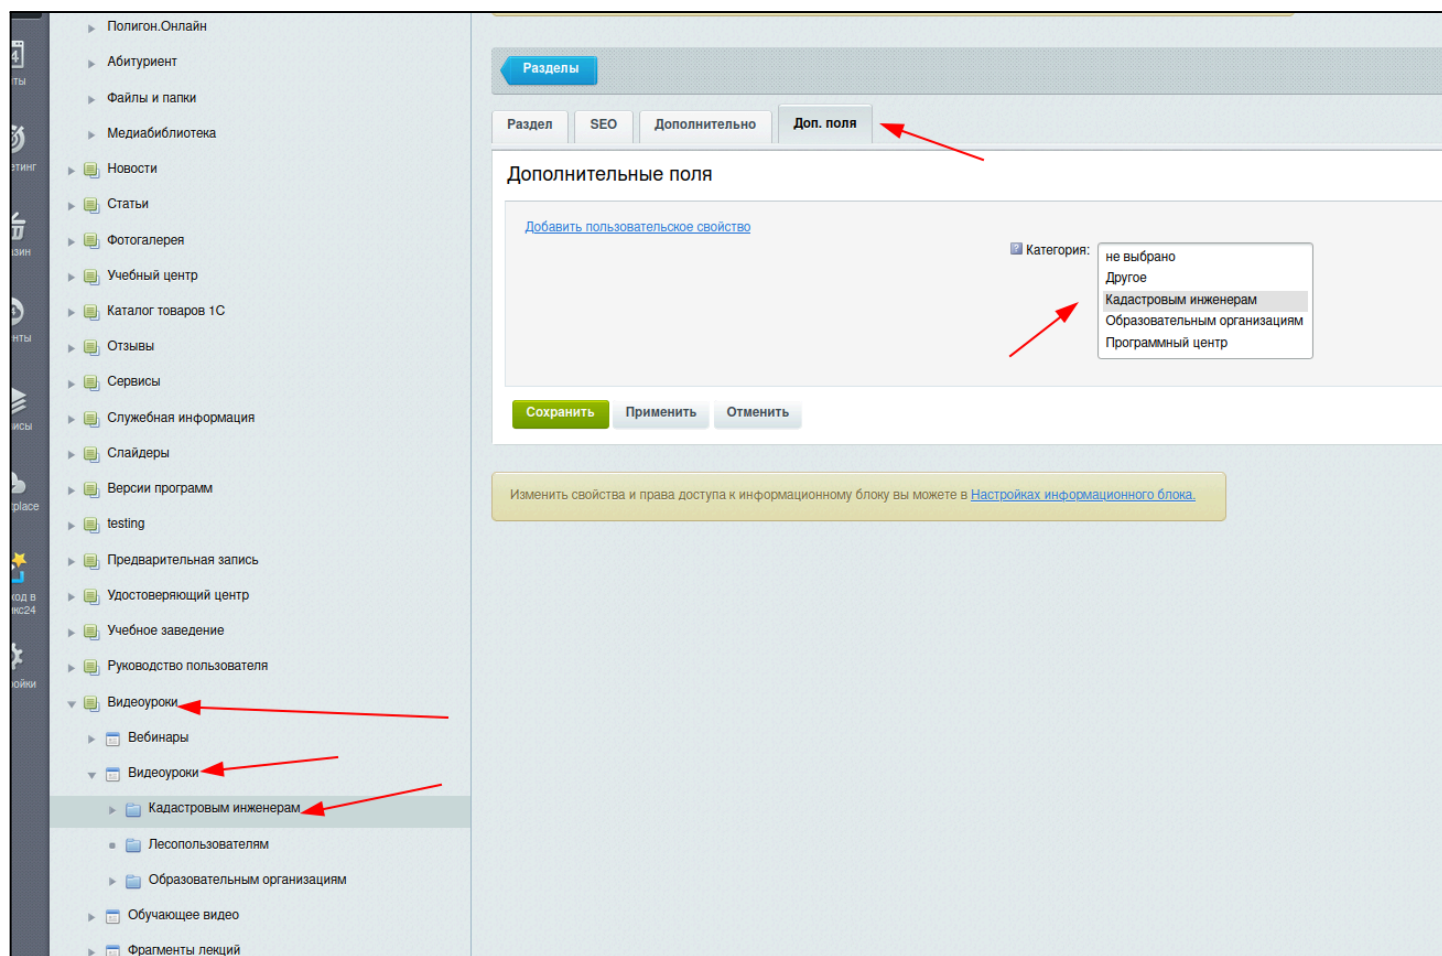 Полигон.Онлайн
Абитуриент
Файлы и папки
Медиабиблиотека
Новости
Статьи
Фотогалерея
Учебный центр
Каталог товаров 1С
Отзывы
Сервисы
Служебная информация
Слайдеры
Версии программ
testing
Предварительная запись
Удостоверяющий центр
Учебное заведение
Руководство пользователя
Видеоуроки
Вебинары
Видеоуроки
Кадастровым инженерам
Лесопользователям
Образовательным организациям
Обучающее видео
Фрагменты лекций
Разделы
Раздел SEO Дополнительно Доп. поля
Дополнительные поля
Добавить пользовательское свойство
Категория:
не выбрано
Другое
Кадастровым инженерам
Образовательным организациям
Программный центр
Сохранить Применить Отменить
Изменить свойства и права доступа к информационному блоку вы можете в Настройках информационного блока.